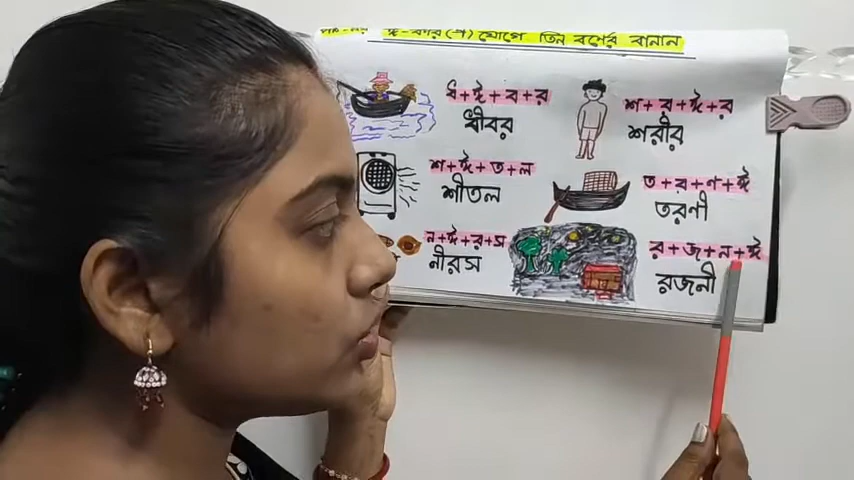 ঈ-কার (ী) যোগে তিন বর্ণের বানান
ধ+ঈ+ব+র
ধীবর
শ+র+ঈ+র
শরীর
শ+ঈ+ত+ল
শীতল
ত+র+ণ+ঈ
তরণী
ন+ঈ+র+স
নীরস
র+জ+ন+ঈ
রজনী